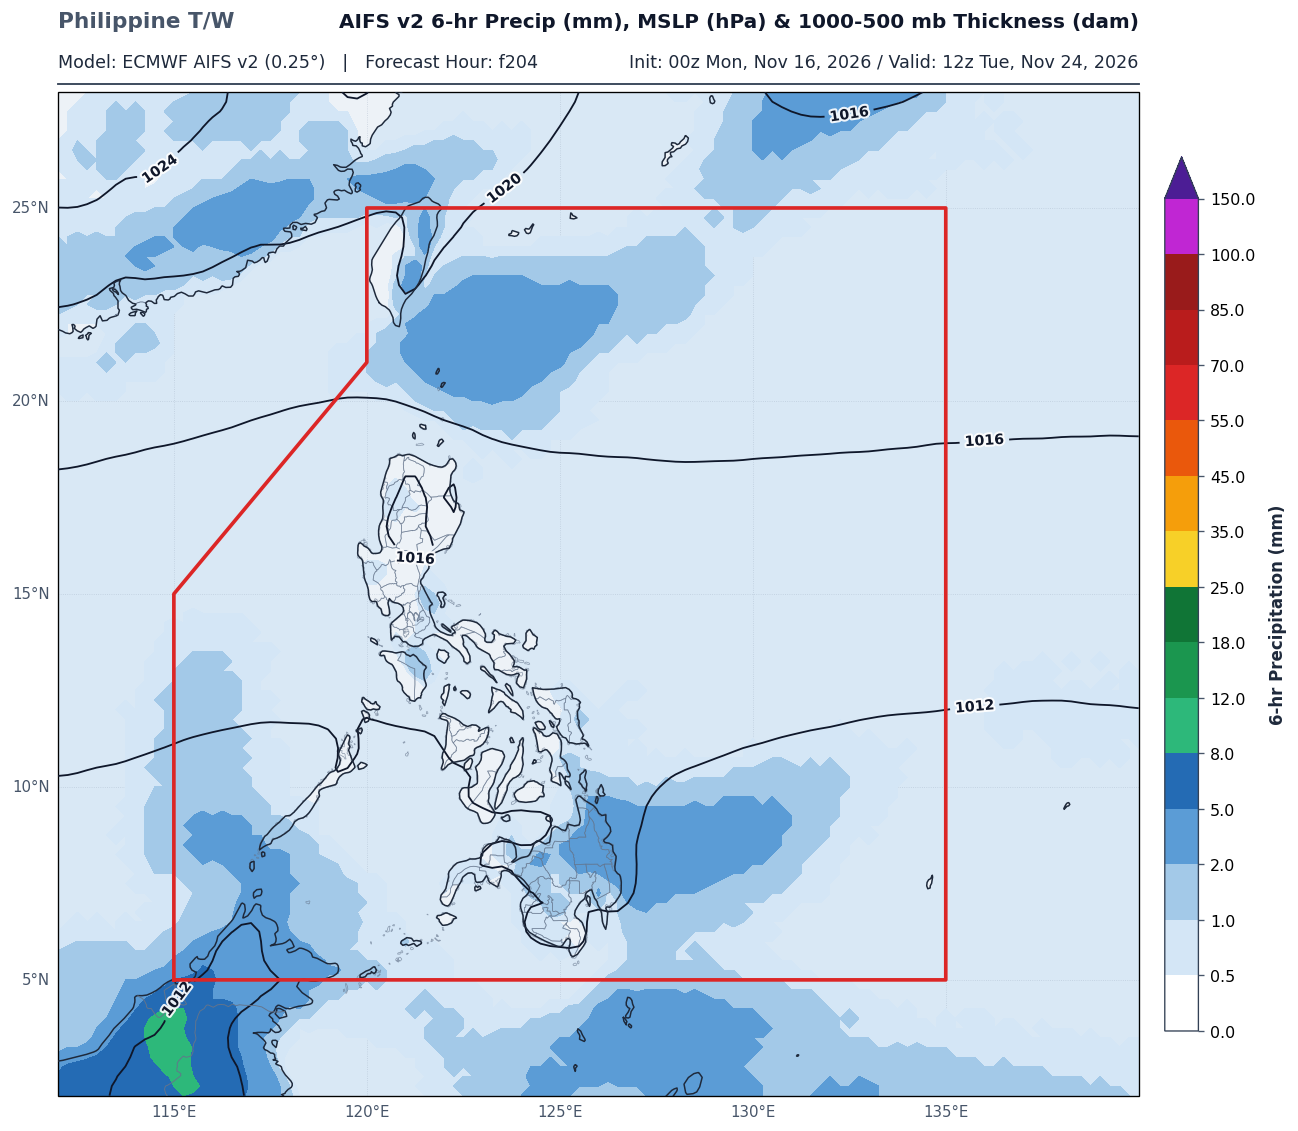 Philippine T/W
AIFS v2 6-hr Precip (mm), MSLP (hPa) & 1000-500 mb Thickness (dam)
Model: ECMWF AIFS v2 (0.25°) | Forecast Hour: f204
Init: 00z Mon, Nov 16, 2026 / Valid: 12z Tue, Nov 24, 2026
1016
1024
1020
25°N
20°N
1016
1016
15°N
1012
10°N
5°N
1012
115°E
120°E
125°E
130°E
135°E
150.0
100.0
85.0
70.0
55.0
45.0
35.0
25.0
18.0
12.0
8.0
5.0
2.0
1.0
0.5
0.0
6-hr Precipitation (mm)